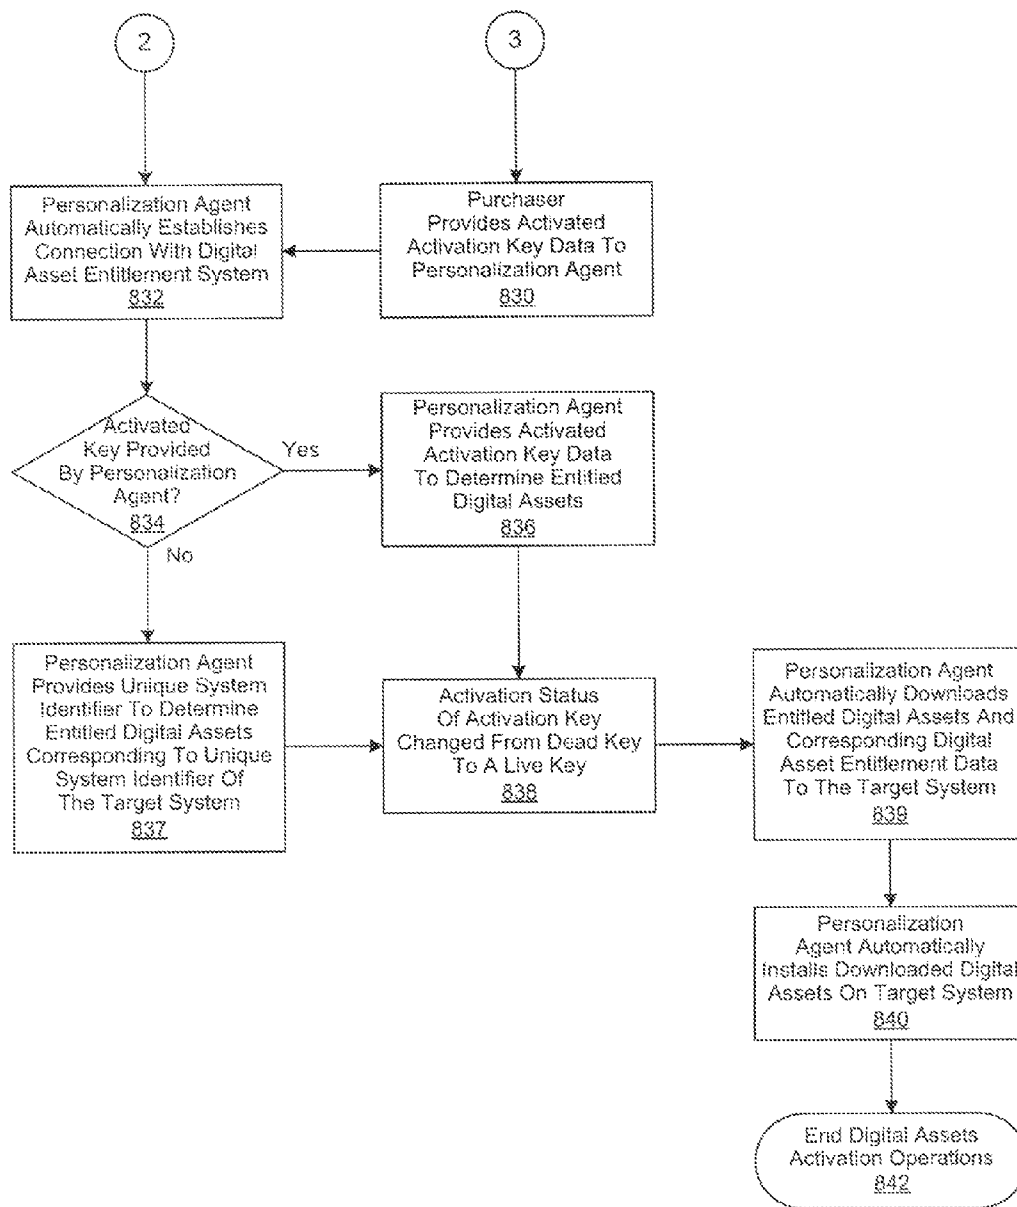 2
3
Personalization Agent
Automatically Establishes
Connection With Digital
Asset Entitlement System
832
Purchaser
Provides Activated
Activation Key Data To
Personalization Agent
830
Activated
Key Provided
By Personalization
Agent?
834
Yes
No
Personalization Agent
Provides Activated
Activation Key Data
To Determine Entitled
Digital Assets
836
Personalization Agent
Provides Unique System
Identifier To Determine
Entitled Digital Assets
Corresponding To Unique
System Identifier Of
The Target System
837
Activation Status
Of Activation Key
Changed From Dead Key
To A Live Key
838
Personalization Agent
Automatically Downloads
Entitled Digital Assets And
Corresponding Digital
Asset Entitlement Data
To The Target System
839
Personalization
Agent Automatically
Installs Downloaded Digital
Assets On Target System
840
End Digital Assets
Activation Operations
842